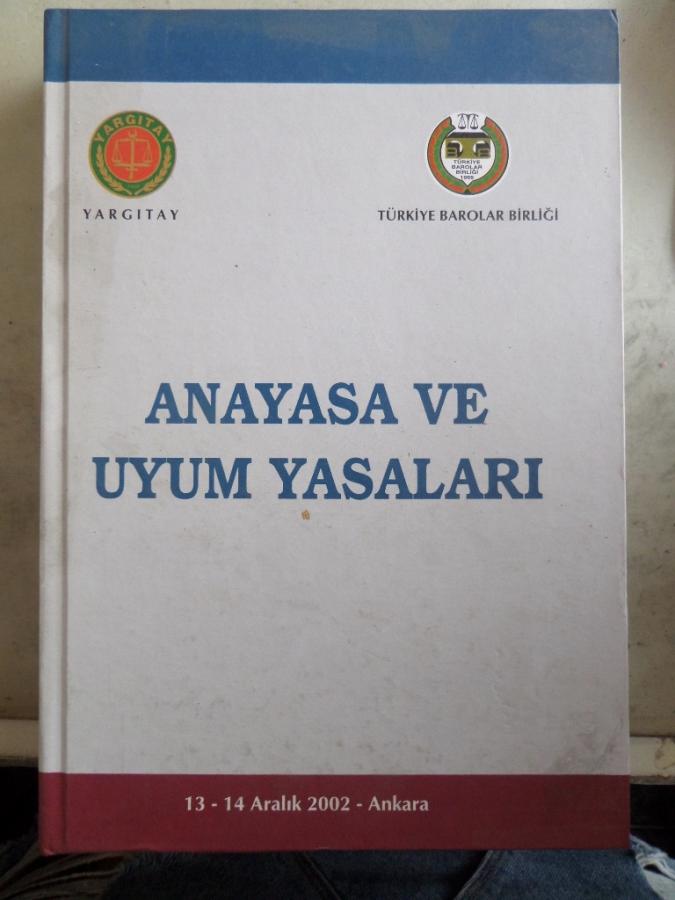 YARGITAY
YARGITAY
TÜRKİYE
BAROLAR
BİRLİĞİ
1969
TÜRKİYE BAROLAR BİRLİĞİ
ANAYASA VE
UYUM YASALARI
13 - 14 Aralık 2002 - Ankara